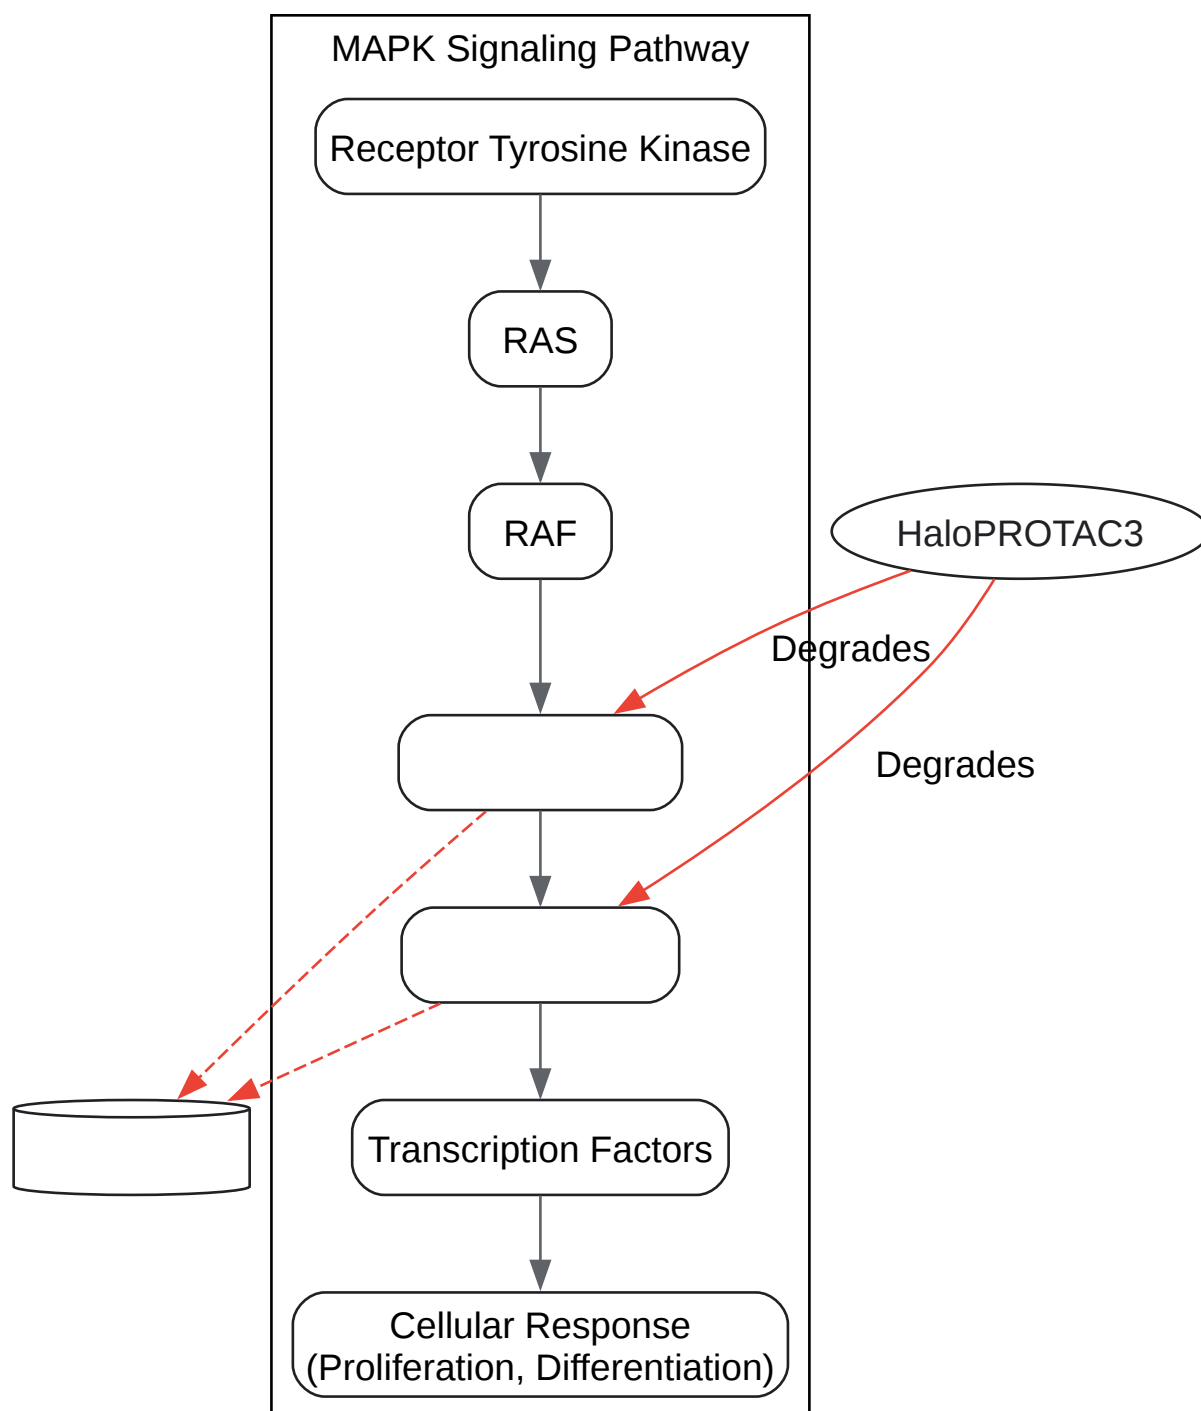 MAPK Signaling Pathway
Receptor Tyrosine Kinase
RAS
RAF
HaloPROTAC3
Degrades
Degrades
Transcription Factors
Cellular Response
(Proliferation, Differentiation)